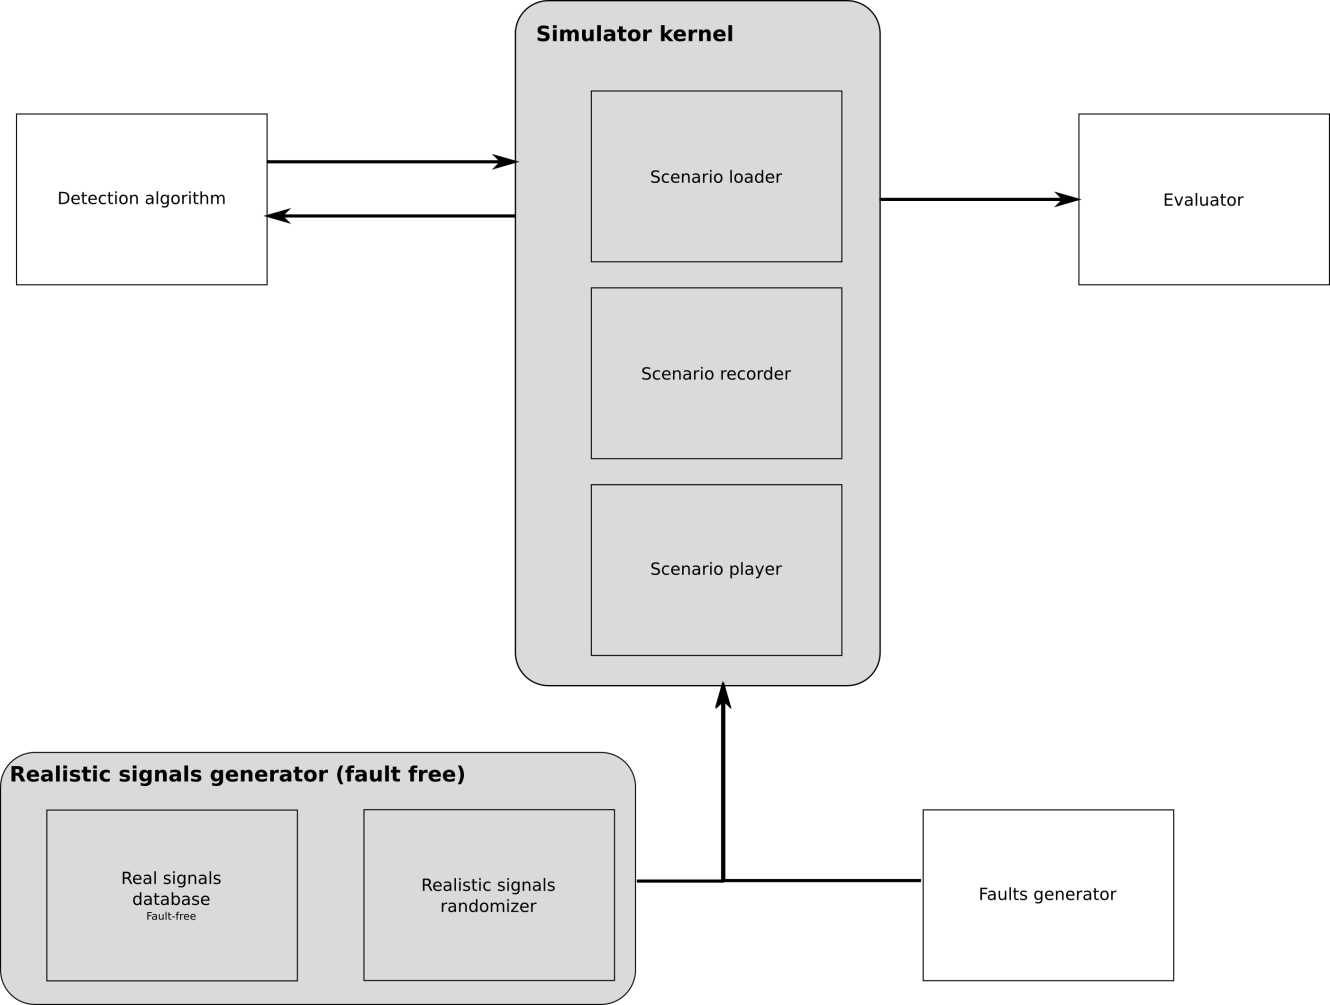 Simulator kernel
Detection algorithm
Scenario loader
Evaluator
Scenario recorder
Scenario player
Realistic signals generator (fault free)
Real signals
database
Fault-free
Realistic signals
randomizer
Faults generator